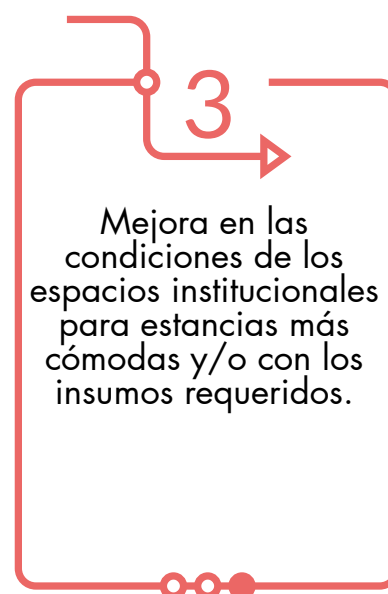 3
Mejora en las
condiciones de los
espacios institucionales
para estancias más
cómodas y/o con los
insumos requeridos.